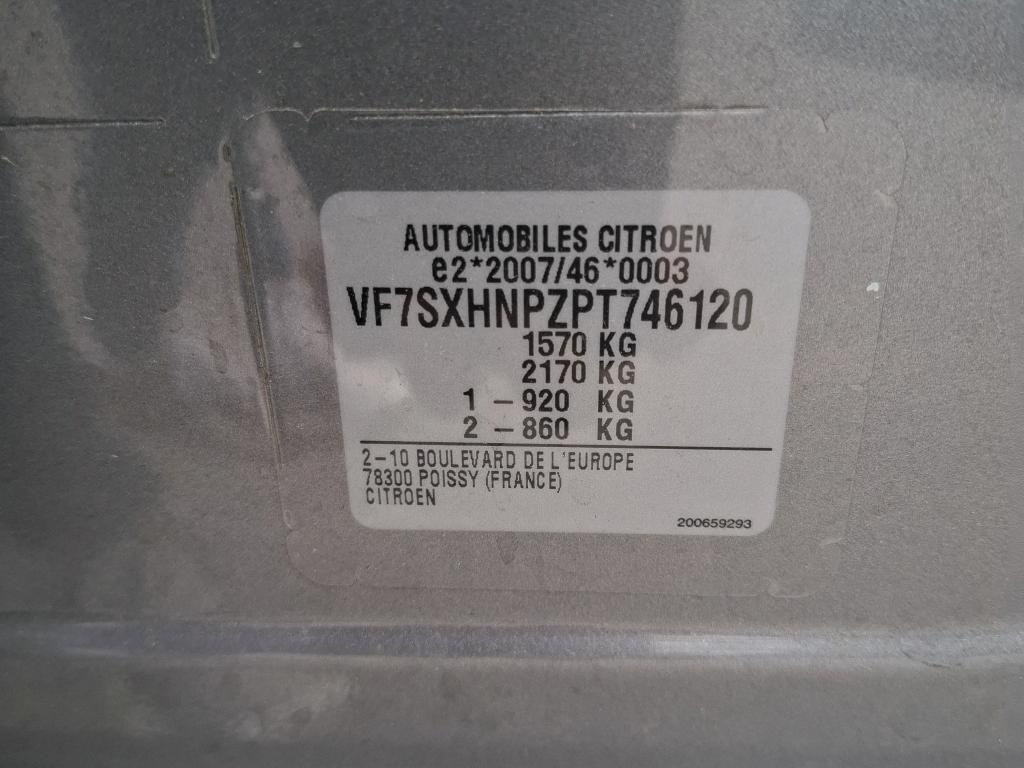 AUTOMOBILES CITROEN
e2*2007/46*0003
VF7SXHNPZPT746120
1570 KG
2170 KG
1 – 920 KG
2 – 860 KG
2–10 BOULEVARD DE L'EUROPE
78300 POISSY (FRANCE)
CITROEN
200659293